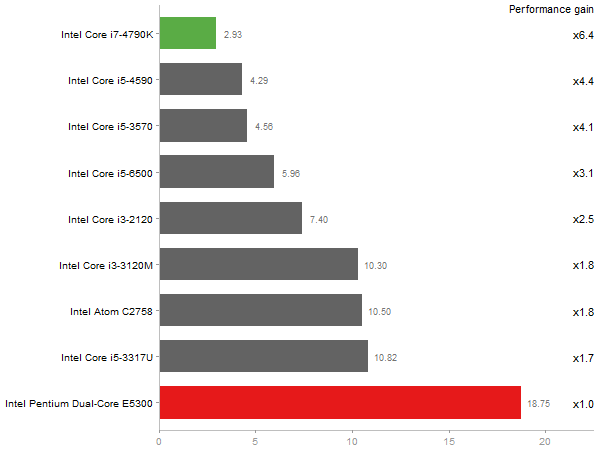 Performance gain
Intel Core i7-4790K 2.93 x6.4
Intel Core i5-4590 4.29 x4.4
Intel Core i5-3570 4.56 x4.1
Intel Core i5-6500 5.96 x3.1
Intel Core i3-2120 7.40 x2.5
Intel Core i3-3120M 10.30 x1.8
Intel Atom C2758 10.50 x1.8
Intel Core i5-3317U 10.82 x1.7
Intel Pentium Dual-Core E5300 18.75 x1.0
0 5 10 15 20